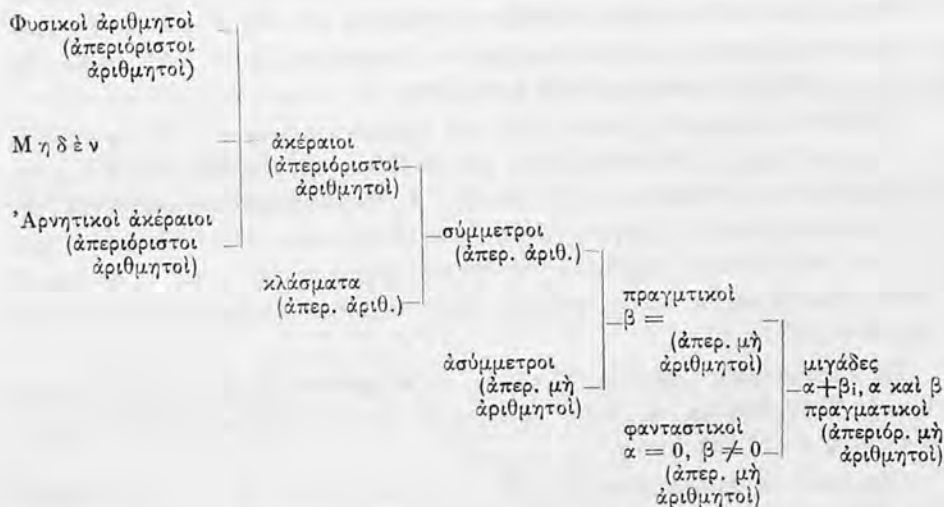 Φυσικοὶ ἀριθμητοὶ
(ἀπεριόριστοι
ἀριθμητοὶ)
Μηδὲν
Ἀρνητικοὶ ἀκέραιοι
(ἀπεριόριστοι
ἀριθμητοὶ)
ἀκέραιοι
(ἀπεριόριστοι
ἀριθμητοὶ)
κλάσματα
(ἀπερ. ἀριθ.)
σύμμετροι
(ἀπερ. ἀριθ.)
ἀσύμμετροι
(ἀπερ. μὴ
ἀριθμητοὶ)
πραγμτικοὶ
β =
(ἀπερ. μὴ
ἀριθμητοὶ)
φανταστικοὶ
α = 0, β ≠ 0
(ἀπερ. μὴ
ἀριθμητοὶ)
μιγάδες
α+βi, α καὶ β
πραγματικοὶ
(ἀπεριόρ. μὴ
ἀριθμητοὶ)